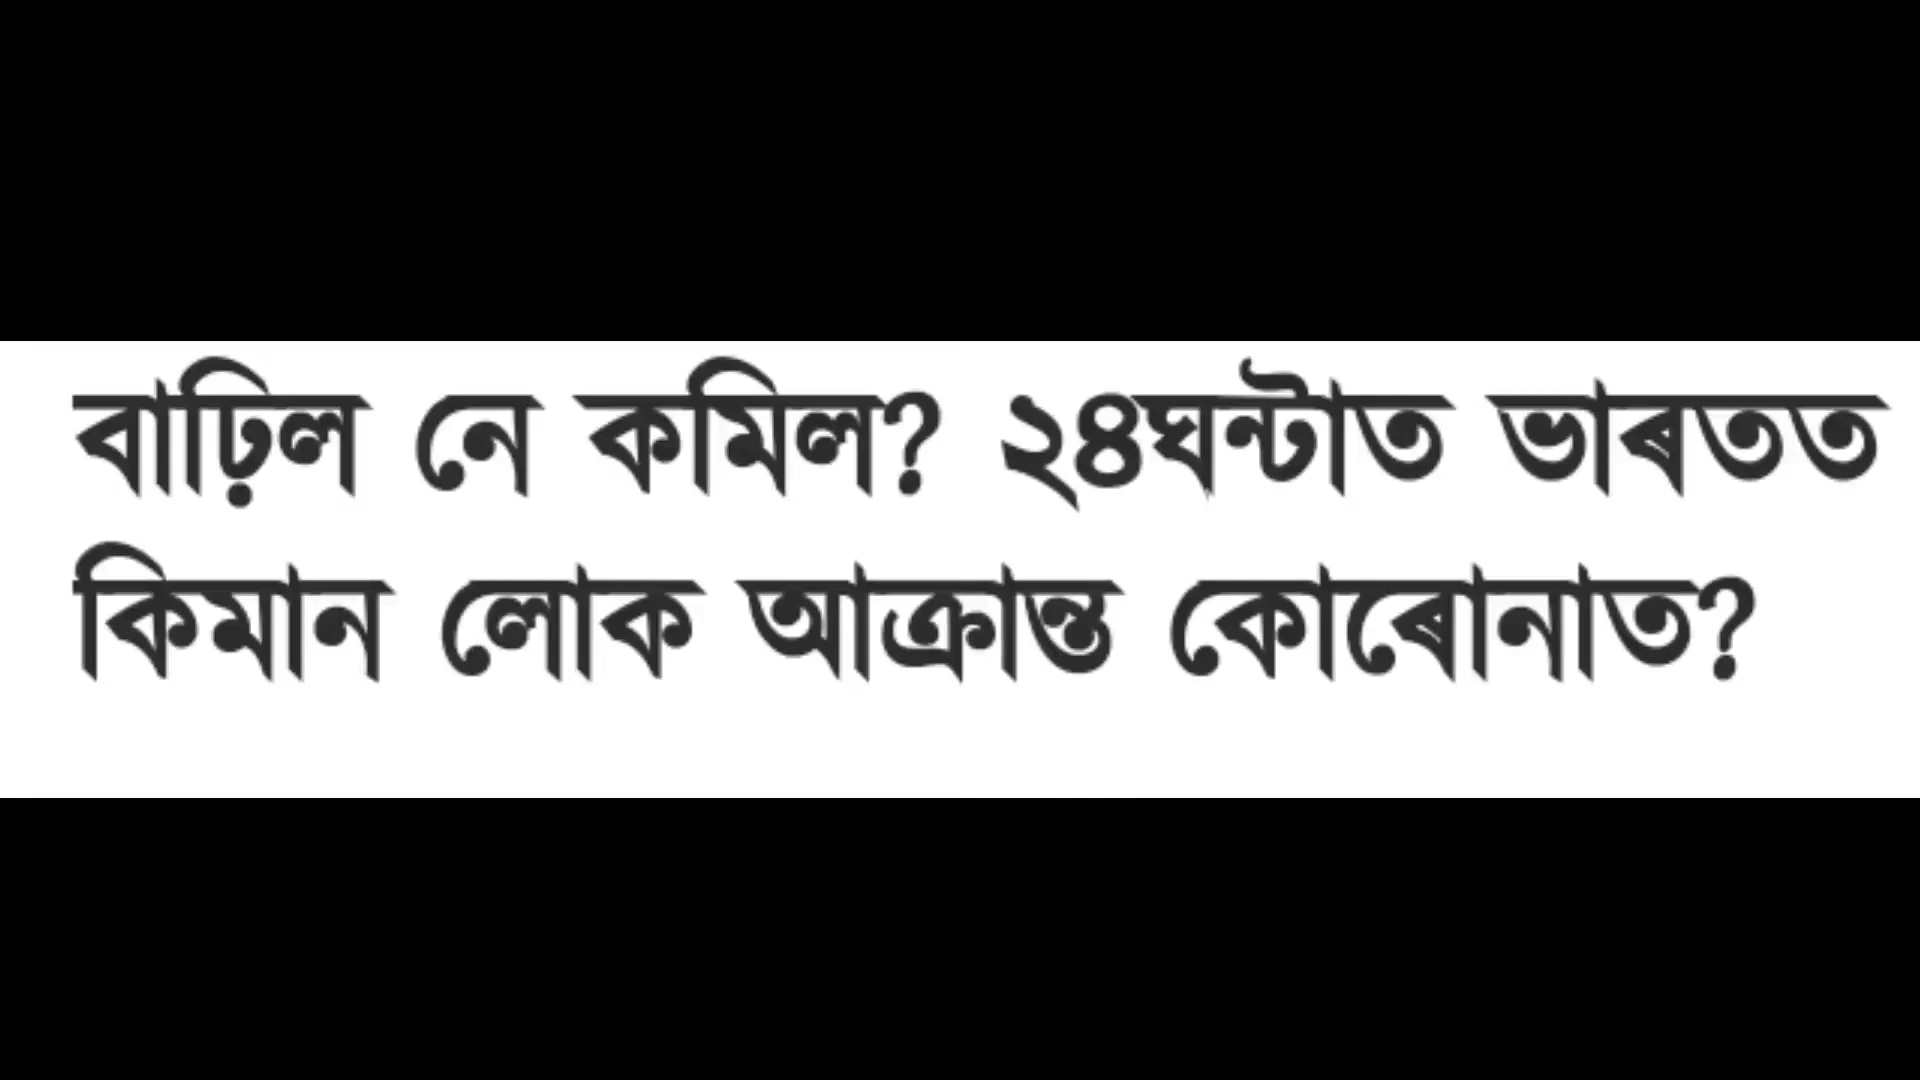 বাঢ়িল নে কমিল? ২৪ঘন্টাত ভাৰতত
কিমান লোক আক্ৰান্ত কোৰোনাত?